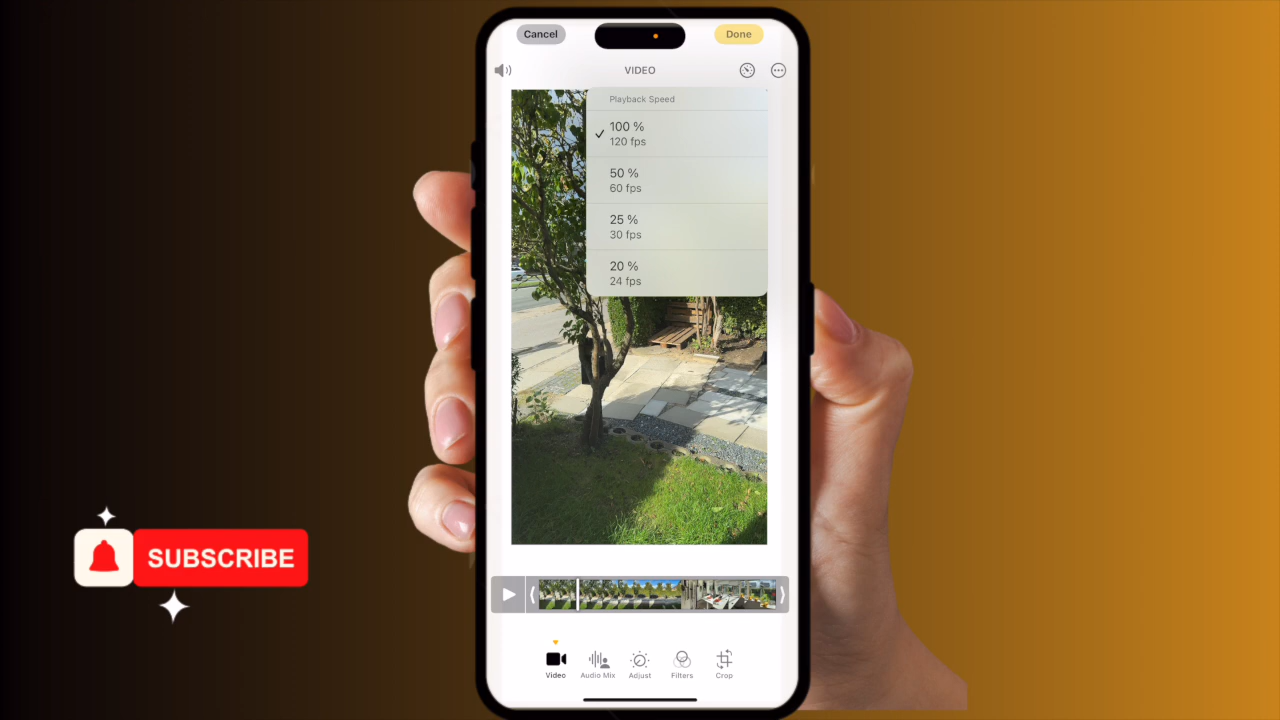 Cancel
Done
VIDEO
Playback Speed
100 %
120 fps
50 %
60 fps
25 %
30 fps
20 %
24 fps
SUBSCRIBE
Video
Audio Mix
Adjust
Filters
Crop